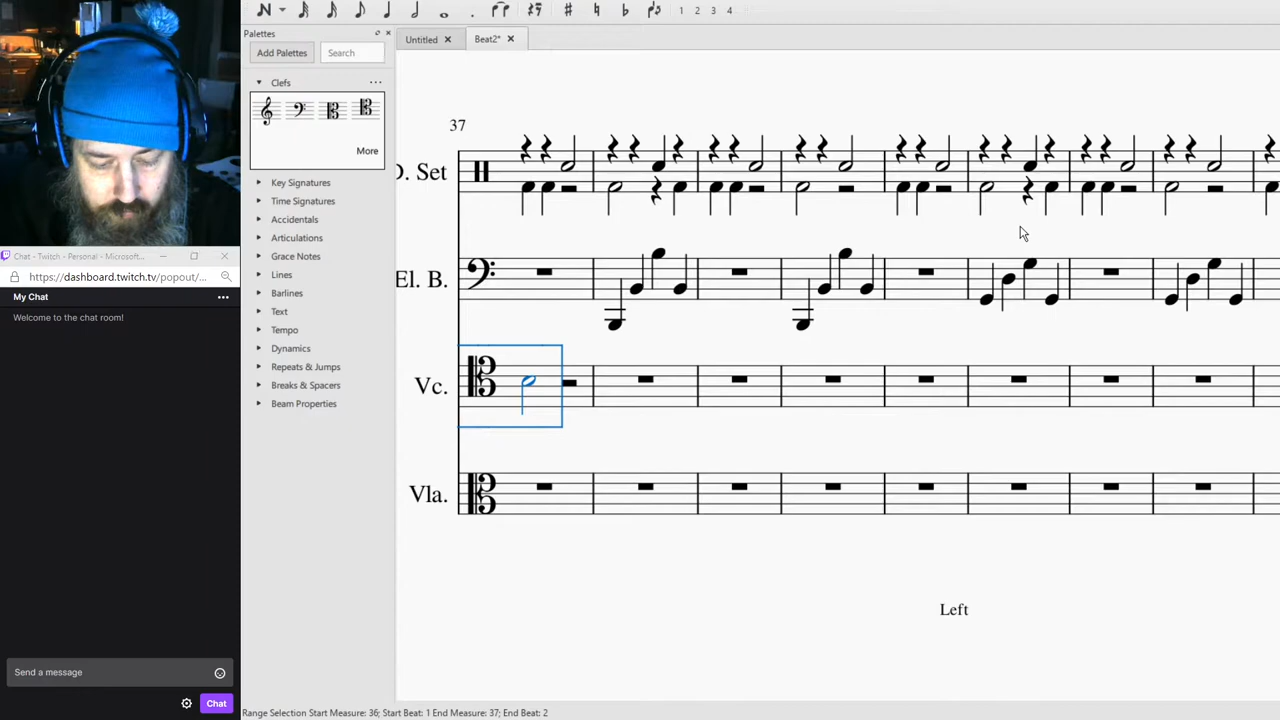 Palettes
Add Palettes
Search
Clefs
More
Key Signatures
Time Signatures
Accidentals
Articulations
Grace Notes
Lines
Barlines
Text
Tempo
Dynamics
Repeats & Jumps
Breaks & Spacers
Beam Properties
1 2 3 4
Untitled
Beat2*
37
D. Set
El. B.
Vc.
Vla.
Left
Chat - Twitch - Personal - Microsoft...
https://dashboard.twitch.tv/popout/...
My Chat
Welcome to the chat room!
Send a message
Chat
Range Selection Start Measure: 36; Start Beat: 1 End Measure: 37; End Beat: 2